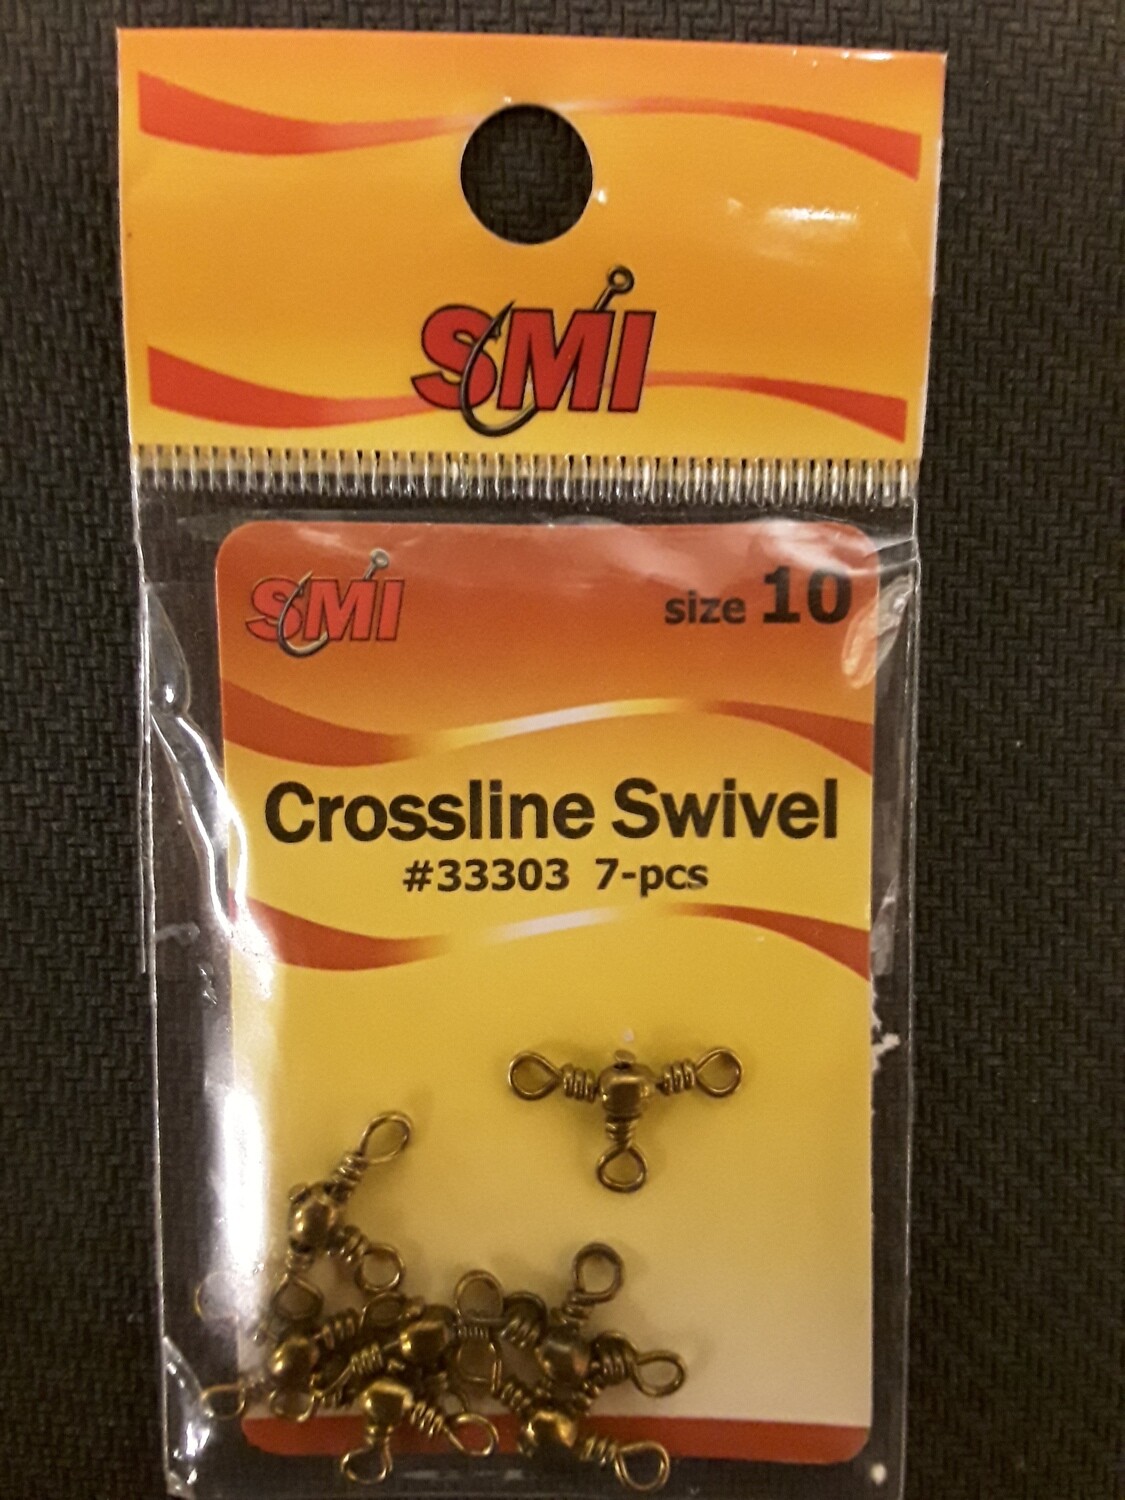 SMI
SMI
size 10
Crossline Swivel
#33303 7-pcs